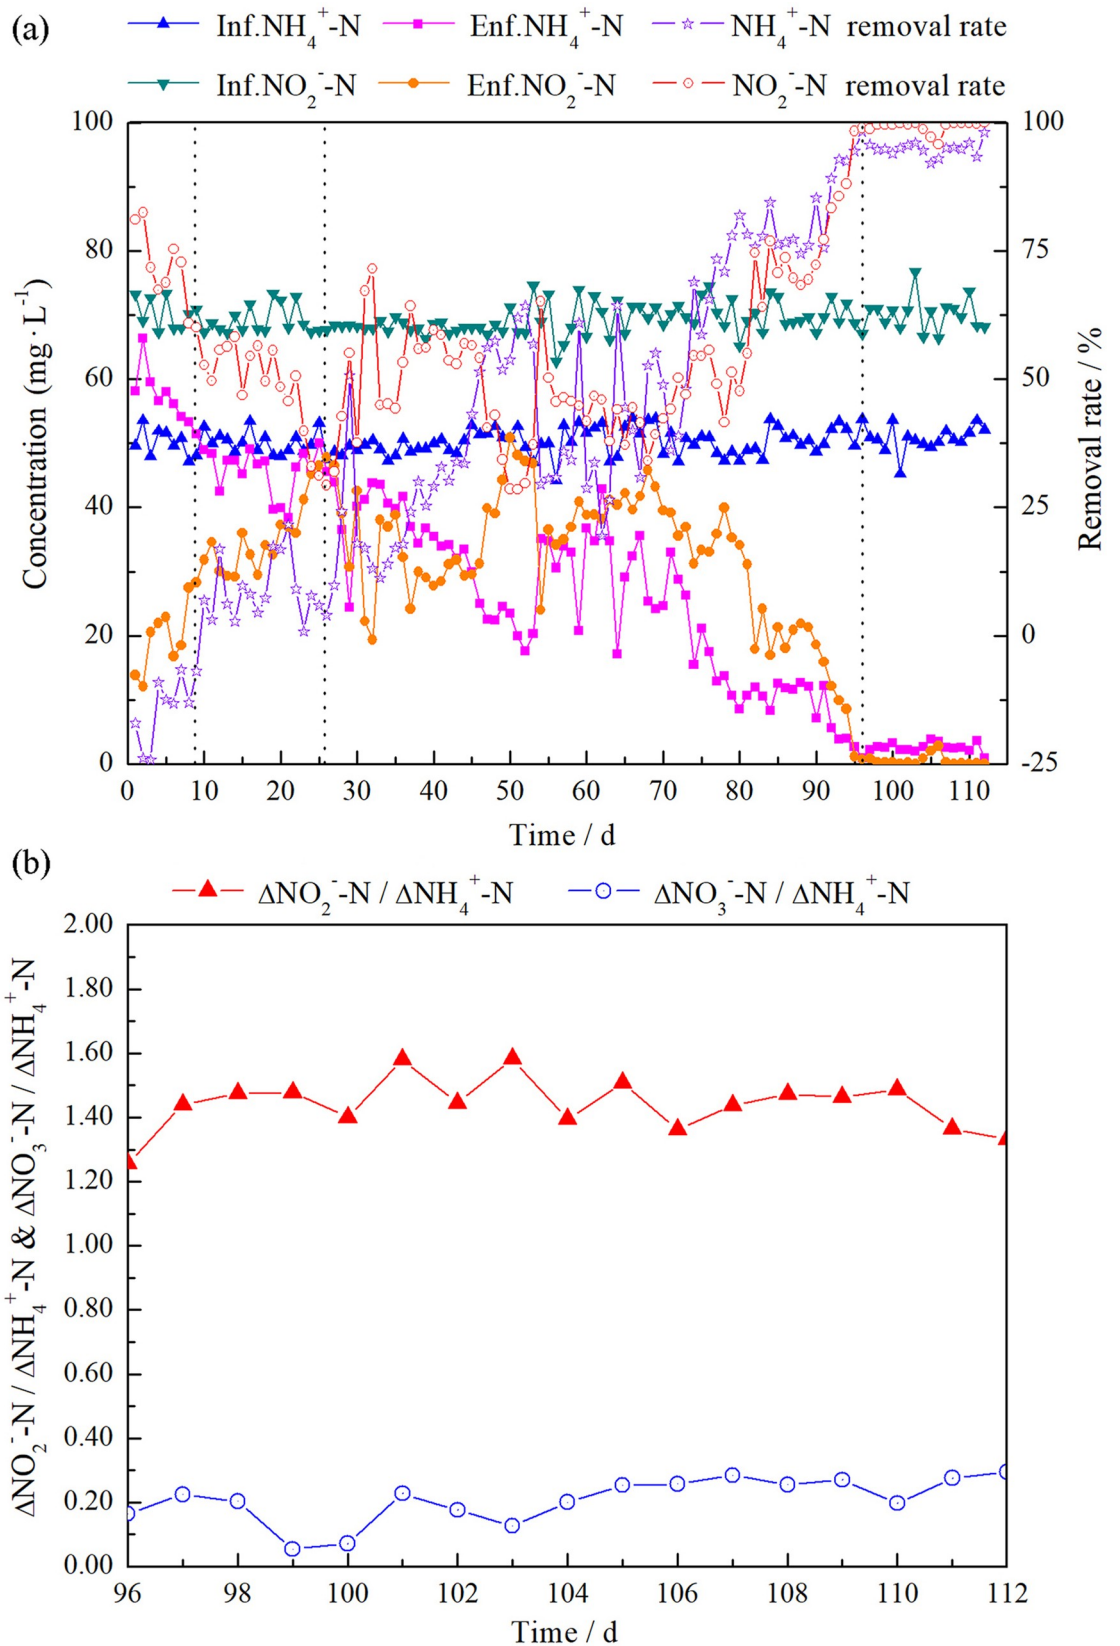 (a)
Inf.NH₄⁺-N Enf.NH₄⁺-N NH₄⁺-N removal rate
Inf.NO₂⁻-N Enf.NO₂⁻-N NO₂⁻-N removal rate
Concentration (mg·L⁻¹)
100
80
60
40
20
0
Removal rate / %
100
75
50
25
0
-25
0 10 20 30 40 50 60 70 80 90 100 110
Time / d
(b)
ΔNO₂⁻-N / ΔNH₄⁺-N ΔNO₃⁻-N / ΔNH₄⁺-N
ΔNO₂⁻-N / ΔNH₄⁺-N & ΔNO₃⁻-N / ΔNH₄⁺-N
2.00
1.80
1.60
1.40
1.20
1.00
0.80
0.60
0.40
0.20
0.00
96 98 100 102 104 106 108 110 112
Time / d